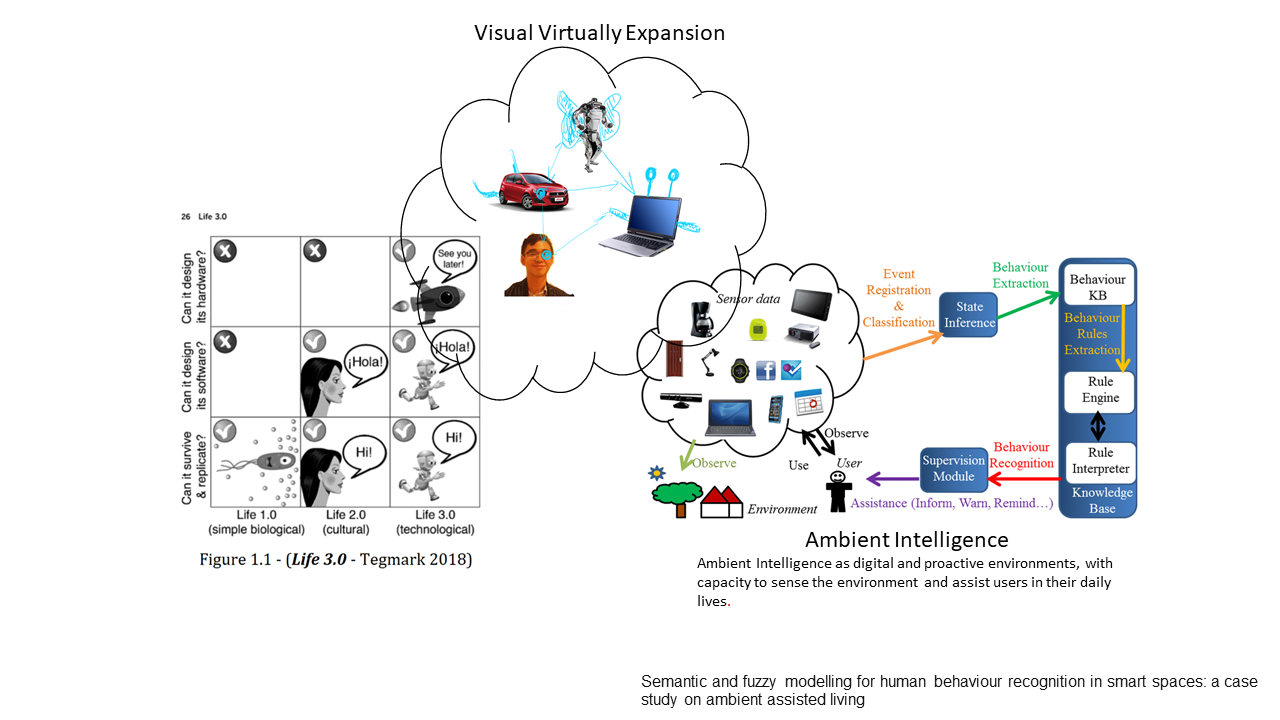 Visual Virtually Expansion
26 Life 3.0
Can it design
its hardware?
See you
later!
Can it design
its software?
¡Hola!
¡Hola!
Can it survive
& replicate?
Hi!
Hi!
Life 1.0
(simple biological)
Life 2.0
(cultural)
Life 3.0
(technological)
Figure 1.1 - (Life 3.0 - Tegmark 2018)
Sensor data
Observe
Environment
Use
Observe
User
Event
Registration
&
Classification
State
Inference
Behaviour
Extraction
Behaviour
KB
Behaviour
Rules
Extraction
Rule
Engine
Rule
Interpreter
Knowledge
Base
Behaviour
Recognition
Supervision
Module
Assistance (Inform, Warn, Remind…)
Ambient Intelligence
Ambient Intelligence as digital and proactive environments, with
capacity to sense the environment and assist users in their daily
lives.
Semantic and fuzzy modelling for human behaviour recognition in smart spaces: a case
study on ambient assisted living